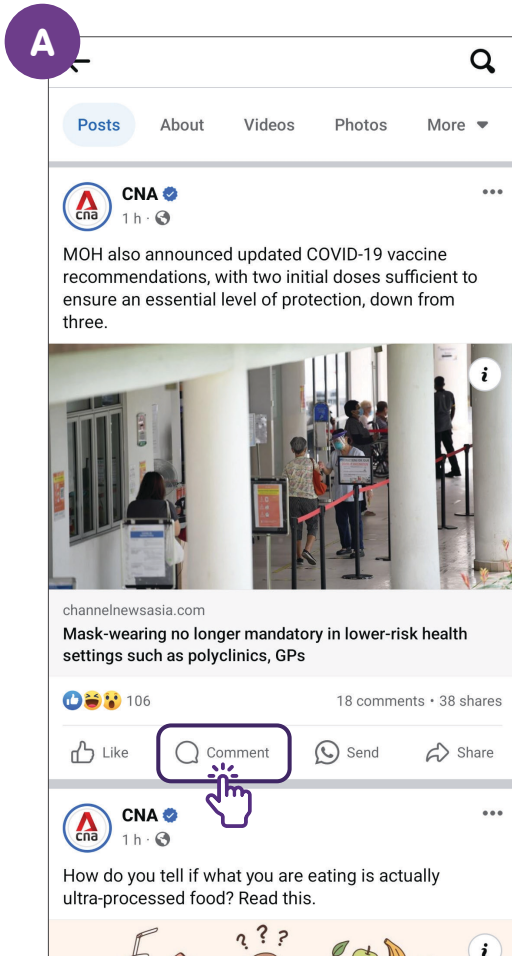 A
Posts About Videos Photos More
cna
CNA
1 h ·
MOH also announced updated COVID-19 vaccine
recommendations, with two initial doses sufficient to
ensure an essential level of protection, down from
three.
i
channelnewsasia.com
Mask-wearing no longer mandatory in lower-risk health
settings such as polyclinics, GPs
106 18 comments • 38 shares
Like Comment Send Share
cna
CNA
1 h ·
How do you tell if what you are eating is actually
ultra-processed food? Read this.
? ? ?
i